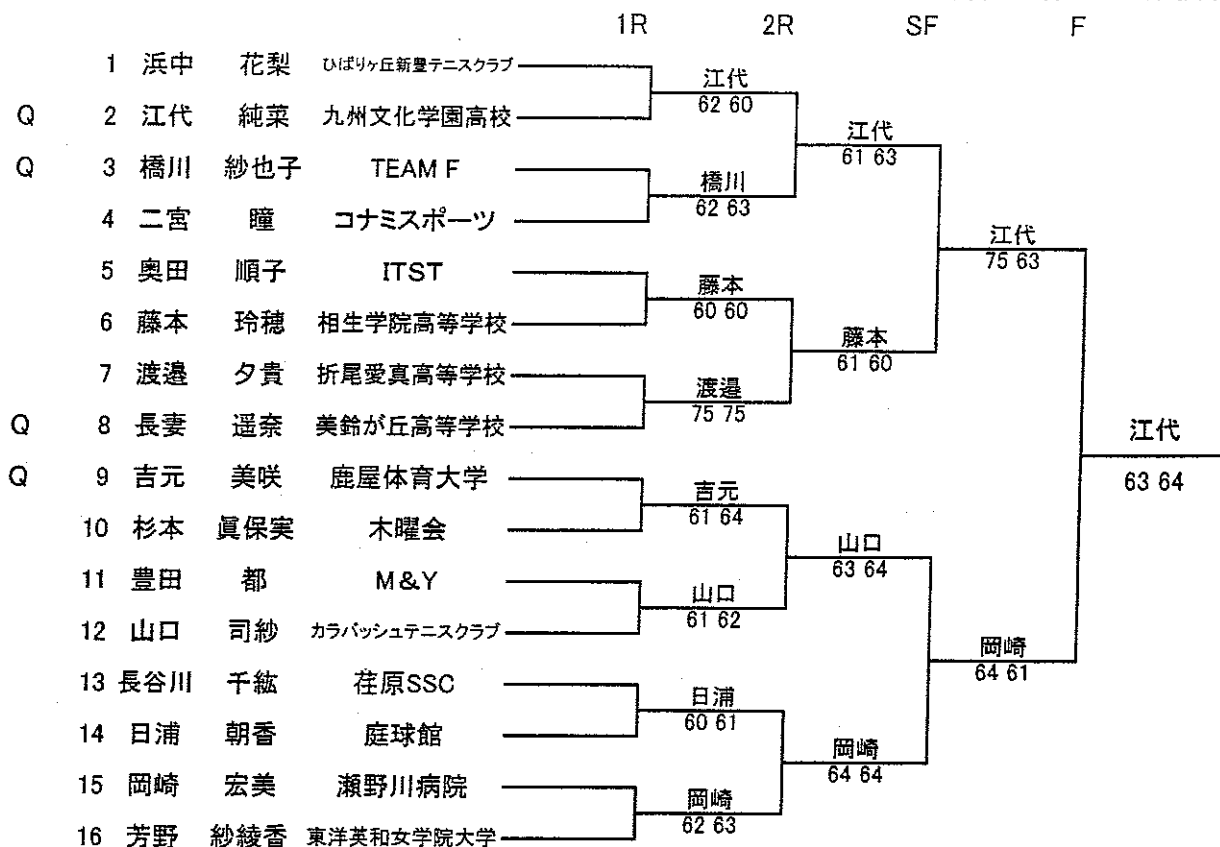 1R 2R SF F
1 浜中 花梨 ひばりヶ丘新豊テニスクラブ
江代
62 60
Q 2 江代 純菜 九州文化学園高校
江代
61 63
Q 3 橋川 紗也子 TEAM F
橋川
62 63
4 二宮 瞳 コナミスポーツ
江代
75 63
5 奥田 順子 ITST
藤本
60 60
6 藤本 玲穂 相生学院高等学校
藤本
61 60
7 渡邉 夕貴 折尾愛真高等学校
渡邉
75 75
Q 8 長妻 遥奈 美鈴が丘高等学校
江代
63 64
Q 9 吉元 美咲 鹿屋体育大学
吉元
61 64
10 杉本 眞保実 木曜会
山口
63 64
11 豊田 都 M&Y
山口
61 62
12 山口 司紗 カラバッシュテニスクラブ
岡崎
64 61
13 長谷川 千紘 荏原SSC
日浦
60 61
14 日浦 朝香 庭球館
岡崎
64 64
15 岡崎 宏美 瀬野川病院
岡崎
62 63
16 芳野 紗綾香 東洋英和女学院大学